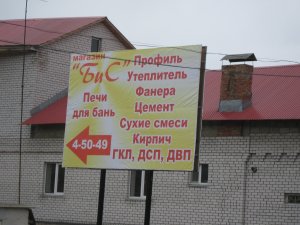 магазин
"БиС"
Печи
для бань
4-50-49
Профиль
Утеплитель
Фанера
Цемент
Сухие смеси
Кирпич
ГКЛ, ДСП, ДВП